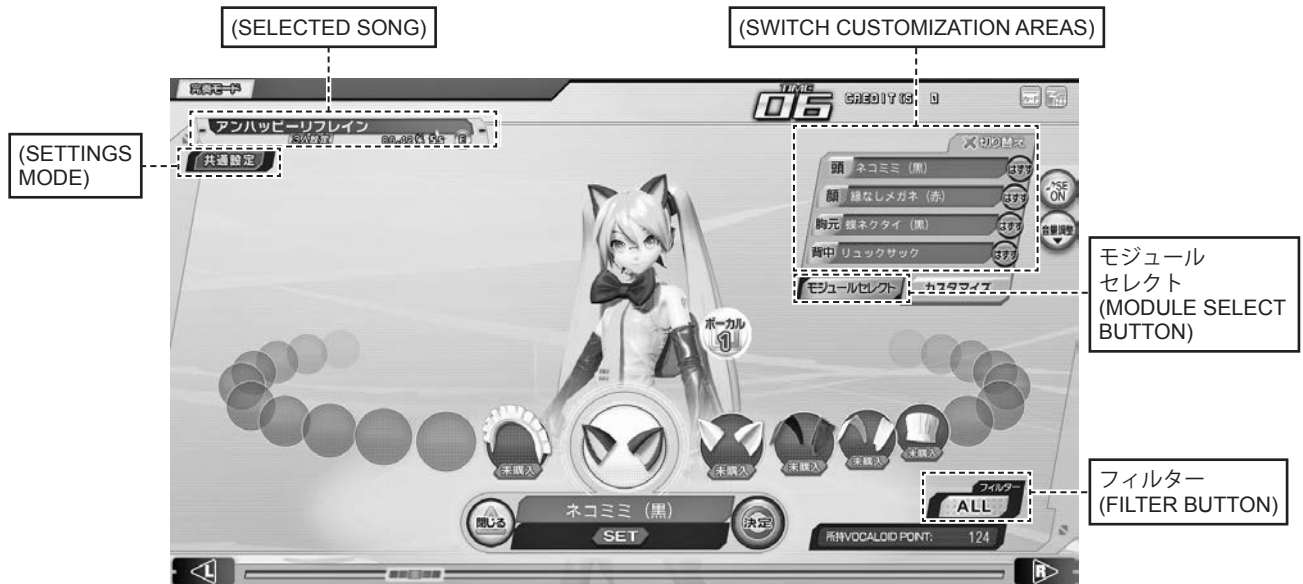 (SELECTED SONG)
(SWITCH CUSTOMIZATION AREAS)
完奏モード
TIME
06
CREDIT(S) 0
アンハッピーリフレイン
3人設定
E
(SETTINGS
MODE)
共通設定
切り替え
頭 ネコミミ（黒） はずす
顔 縁なしメガネ（赤） はずす
胸元 蝶ネクタイ（黒） はずす
背中 リュックサック はずす
SE
ON
音量調整
モジュールセレクト
カスタマイズ
モジュール
セレクト
(MODULE SELECT
BUTTON)
ボーカル
1
未購入
未購入
未購入
未購入
未購入
フィルター
ALL
フィルター
(FILTER BUTTON)
閉じる
ネコミミ（黒）
SET
決定
所持VOCALOID POINT: 124
L
R